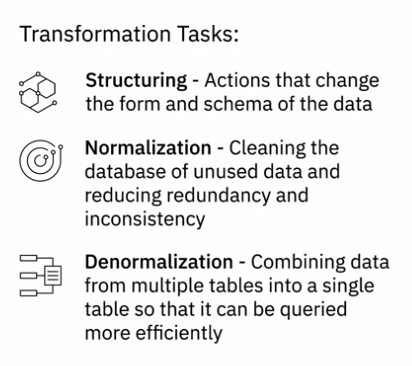 Transformation Tasks:
Structuring - Actions that change
the form and schema of the data
Normalization - Cleaning the
database of unused data and
reducing redundancy and
inconsistency
Denormalization - Combining data
from multiple tables into a single
table so that it can be queried
more efficiently